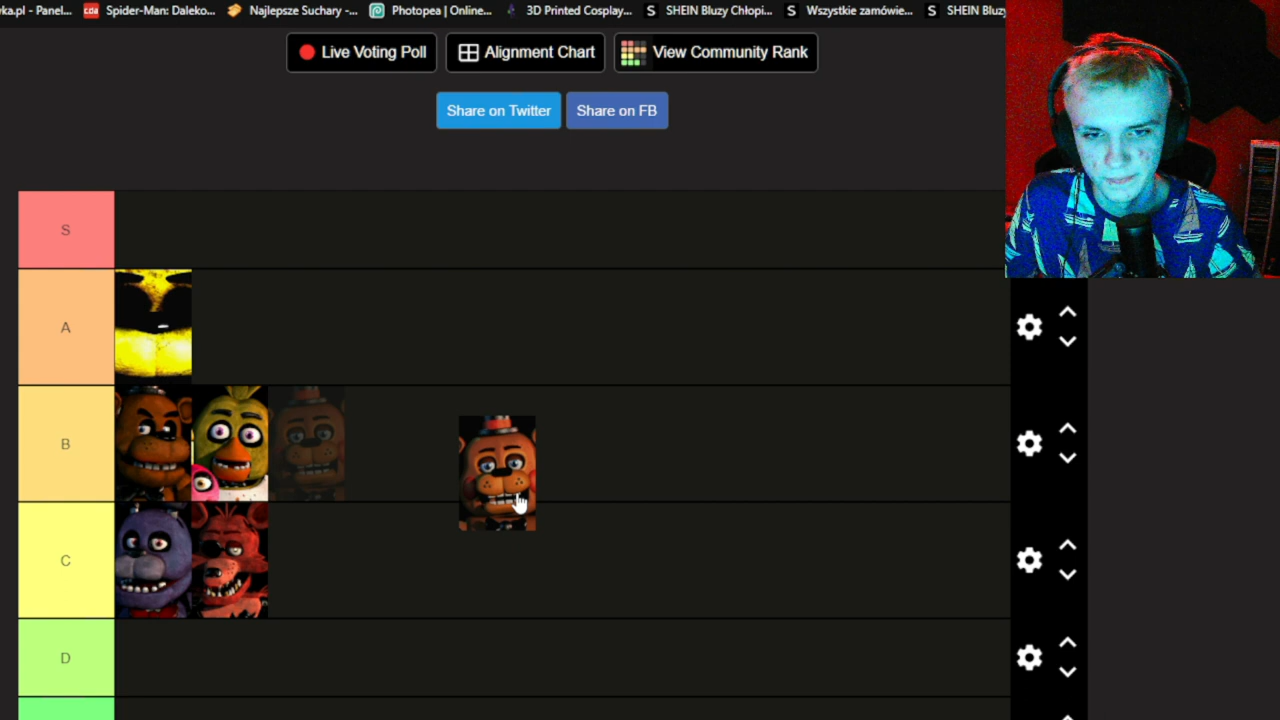 ka.pl - Panel... CDA Spider-Man: Daleko... Najlepsze Suchary -... Photopea | Online... 3D Printed Cosplay... S SHEIN Bluzy Chłopi... S Wszystkie zamówie... S SHEIN Bluzy
Live Voting Poll Alignment Chart View Community Rank
Share on Twitter Share on FB
S
A
B
C
D